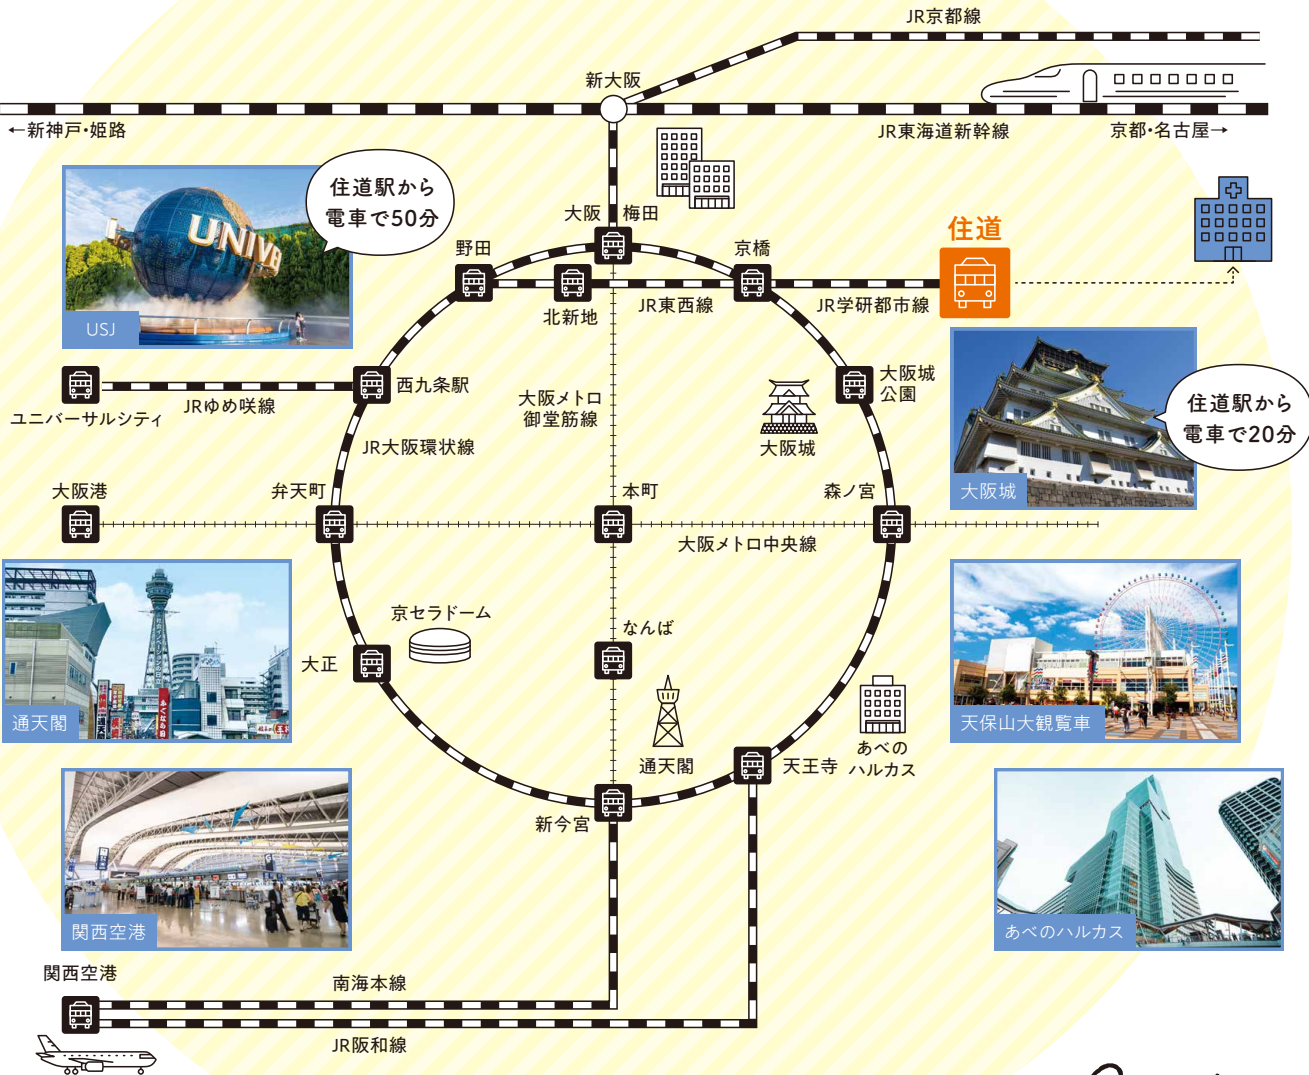 JR京都線
新大阪
←新神戸・姫路
JR東海道新幹線
京都・名古屋→
住道駅から
電車で50分
UNIVE
USJ
大阪
梅田
野田
京橋
住道
北新地
JR東西線
JR学研都市線
ユニバーサルシティ
JRゆめ咲線
西九条駅
大阪メトロ
御堂筋線
大阪城
公園
大阪城
住道駅から
電車で20分
大阪城
JR大阪環状線
大阪港
弁天町
本町
森ノ宮
大阪メトロ中央線
京セラドーム
大正
なんば
通天閣
天保山大観覧車
通天閣
天王寺
あべの
ハルカス
新今宮
関西空港
あべのハルカス
関西空港
南海本線
JR阪和線